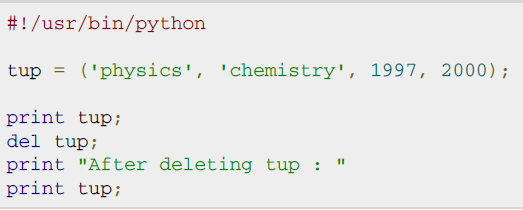 #!/usr/bin/python
tup = ('physics', 'chemistry', 1997, 2000);
print tup;
del tup;
print "After deleting tup : "
print tup;